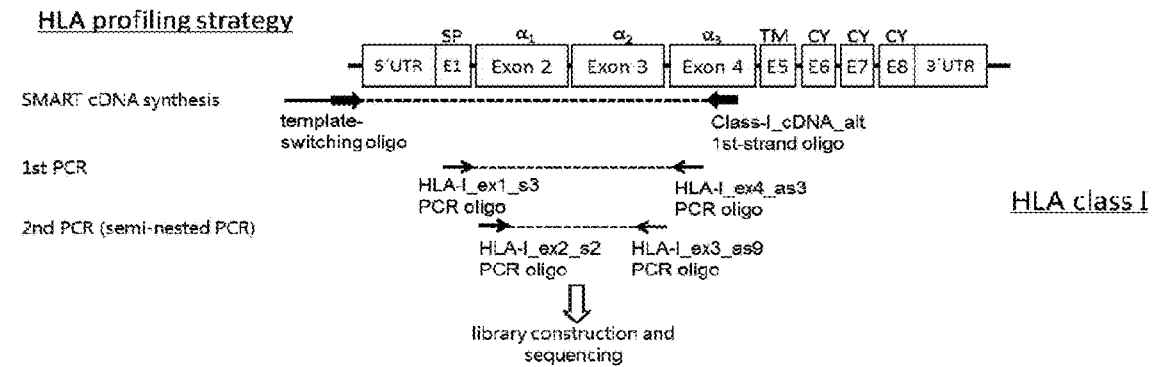 HLA profiling strategy
SP α1 α2 α3 TM CY CY CY
5´UTR E1 Exon 2 Exon 3 Exon 4 E5 E6 E7 E8 3´UTR
SMART cDNA synthesis
template-
switching oligo
Class-I_cDNA_alt
1st-strand oligo
1st PCR
HLA-I_ex1_s3
PCR oligo
HLA-I_ex4_as3
PCR oligo
HLA class I
2nd PCR (semi-nested PCR)
HLA-I_ex2_s2
PCR oligo
HLA-I_ex3_as9
PCR oligo
library construction and
sequencing